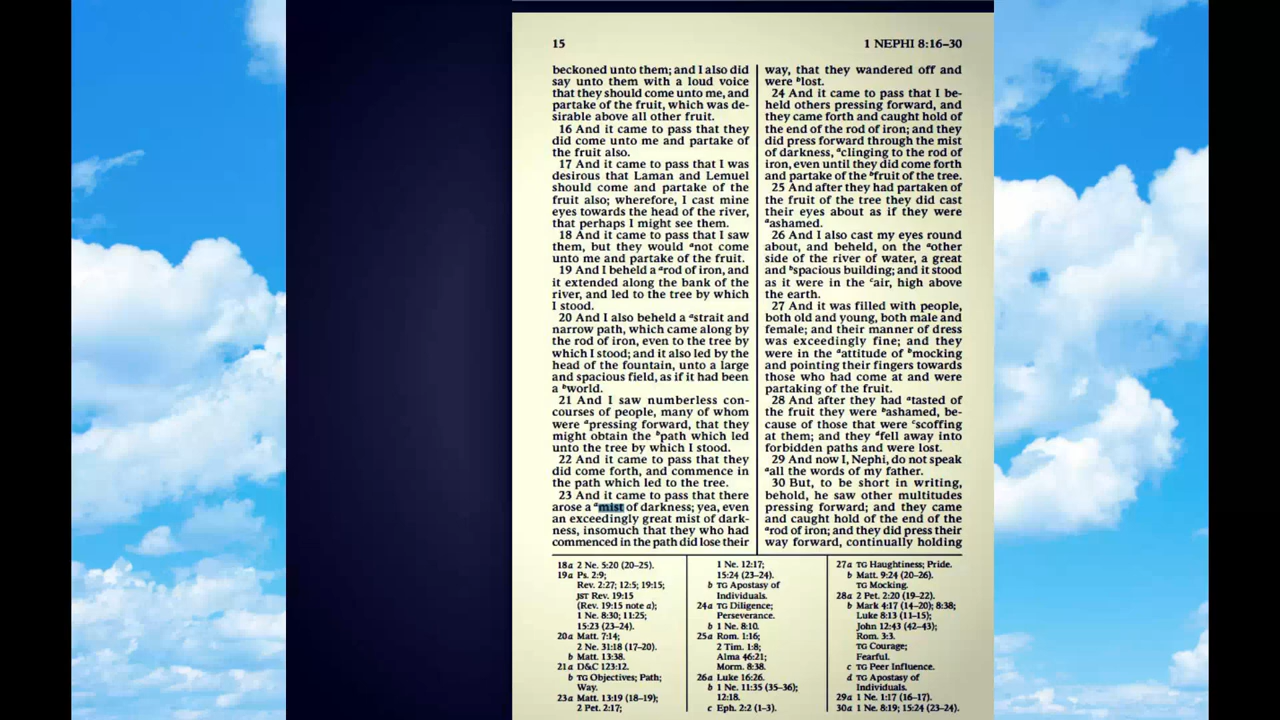 15
1 NEPHI 8:16–30
beckoned unto them; and I also did
say unto them with a loud voice
that they should come unto me, and
partake of the fruit, which was de-
sirable above all other fruit.
16 And it came to pass that they
did come unto me and partake of
the fruit also.
17 And it came to pass that I was
desirous that Laman and Lemuel
should come and partake of the
fruit also; wherefore, I cast mine
eyes towards the head of the river,
that perhaps I might see them.
18 And it came to pass that I saw
them, but they would anot come
unto me and partake of the fruit.
19 And I beheld a arod of iron, and
it extended along the bank of the
river, and led to the tree by which
I stood.
20 And I also beheld a astrait and
narrow path, which came along by
the rod of iron, even to the tree by
which I stood; and it also led by the
head of the fountain, unto a large
and spacious field, as if it had been
a bworld.
21 And I saw numberless con-
courses of people, many of whom
were apressing forward, that they
might obtain the bpath which led
unto the tree by which I stood.
22 And it came to pass that they
did come forth, and commence in
the path which led to the tree.
23 And it came to pass that there
arose a amist of darkness; yea, even
an exceedingly great mist of dark-
ness, insomuch that they who had
commenced in the path did lose their
way, that they wandered off and
were blost.
24 And it came to pass that I be-
held others pressing forward, and
they came forth and caught hold of
the end of the rod of iron; and they
did press forward through the mist
of darkness, aclinging to the rod of
iron, even until they did come forth
and partake of the bfruit of the tree.
25 And after they had partaken of
the fruit of the tree they did cast
their eyes about as if they were
aashamed.
26 And I also cast my eyes round
about, and beheld, on the aother
side of the river of water, a great
and bspacious building; and it stood
as it were in the cair, high above
the earth.
27 And it was filled with people,
both old and young, both male and
female; and their manner of dress
was exceedingly fine; and they
were in the aattitude of bmocking
and pointing their fingers towards
those who had come at and were
partaking of the fruit.
28 And after they had atasted of
the fruit they were bashamed, be-
cause of those that were cscoffing
at them; and they dfell away into
forbidden paths and were lost.
29 And now I, Nephi, do not speak
aall the words of my father.
30 But, to be short in writing,
behold, he saw other multitudes
pressing forward; and they came
and caught hold of the end of the
arod of iron; and they did press their
way forward, continually holding
18a 2 Ne. 5:20 (20–25).
19a Ps. 2:9;
Rev. 2:27; 12:5; 19:15;
JST Rev. 19:15
(Rev. 19:15 note a);
1 Ne. 8:30; 11:25;
15:23 (23–24).
20a Matt. 7:14;
2 Ne. 31:18 (17–20).
b Matt. 13:38.
21a D&C 123:12.
b TG Objectives; Path;
Way.
23a Matt. 13:19 (18–19);
2 Pet. 2:17;
1 Ne. 12:17;
15:24 (23–24).
b TG Apostasy of
Individuals.
24a TG Diligence;
Perseverance.
b 1 Ne. 8:10.
25a Rom. 1:16;
2 Tim. 1:8;
Alma 46:21;
Morm. 8:38.
26a Luke 16:26.
b 1 Ne. 11:35 (35–36);
12:18.
c Eph. 2:2 (1–3).
27a TG Haughtiness; Pride.
b Matt. 9:24 (20–26).
TG Mocking.
28a 2 Pet. 2:20 (19–22).
b Mark 4:17 (14–20); 8:38;
Luke 8:13 (11–15);
John 12:43 (42–43);
Rom. 3:3.
TG Courage;
Fearful.
c TG Peer Influence.
d TG Apostasy of
Individuals.
29a 1 Ne. 1:17 (16–17).
30a 1 Ne. 8:19; 15:24 (23–24).